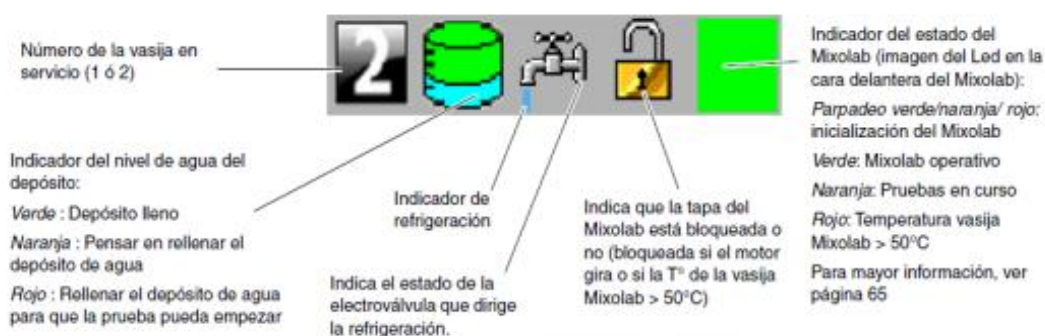 Número de la vasija en
servicio (1 ó 2)
2
Indicador del nivel de agua del
depósito:
Verde : Depósito lleno
Naranja : Pensar en rellenar el
depósito de agua
Rojo : Rellenar el depósito de agua
para que la prueba pueda empezar
Indicador de
refrigeración
Indica el estado de la
electroválvula que dirige
la refrigeración.
Indica que la tapa del
Mixolab está bloqueada o
no (bloqueada si el motor
gira o si la Tº de la vasija
Mixolab > 50°C)
Indicador del estado del
Mixolab (imagen del Led en la
cara delantera del Mixolab):
Parpadeo verde/naranja/ rojo:
inicialización del Mixolab
Verde: Mixolab operativo
Naranja: Pruebas en curso
Rojo: Temperatura vasija
Mixolab > 50°C
Para mayor información, ver
página 65